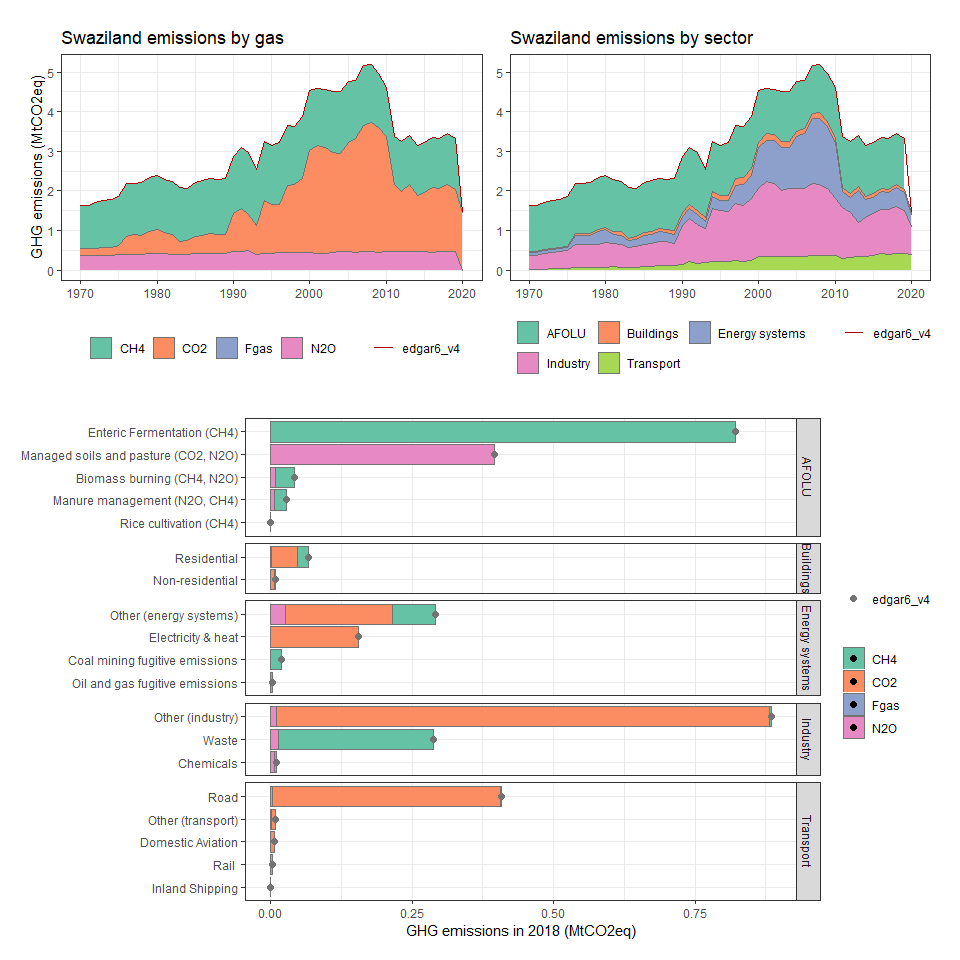 Swaziland emissions by gas
GHG emissions (MtCO2eq)
5
4
3
2
1
0
1970 1980 1990 2000 2010 2020
CH4 CO2 Fgas N2O edgar6_v4
Swaziland emissions by sector
5
4
3
2
1
0
1970 1980 1990 2000 2010 2020
AFOLU Buildings Energy systems edgar6_v4
Industry Transport
Enteric Fermentation (CH4)
Managed soils and pasture (CO2, N2O)
Biomass burning (CH4, N2O)
Manure management (N2O, CH4)
Rice cultivation (CH4)
AFOLU
Residential
Non-residential
Buildings
Other (energy systems)
Electricity & heat
Coal mining fugitive emissions
Oil and gas fugitive emissions
Energy systems
Other (industry)
Waste
Chemicals
Industry
Road
Other (transport)
Domestic Aviation
Rail
Inland Shipping
Transport
0.00 0.25 0.50 0.75
GHG emissions in 2018 (MtCO2eq)
edgar6_v4
CH4
CO2
Fgas
N2O